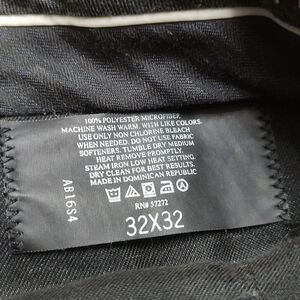 100% POLYESTER MICROFIBER
MACHINE WASH WARM, WITH LIKE COLORS.
USE ONLY NON CHLORINE BLEACH
WHEN NEEDED. DO NOT USE FABRIC
SOFTENERS. TUMBLE DRY MEDIUM
HEAT REMOVE PROMPTLY.
STEAM IRON LOW HEAT SETTING.
DRY CLEAN FOR BEST RESULTS
MADE IN DOMINICAN REPUBLIC
RN# 57272
32X32
AB16S4